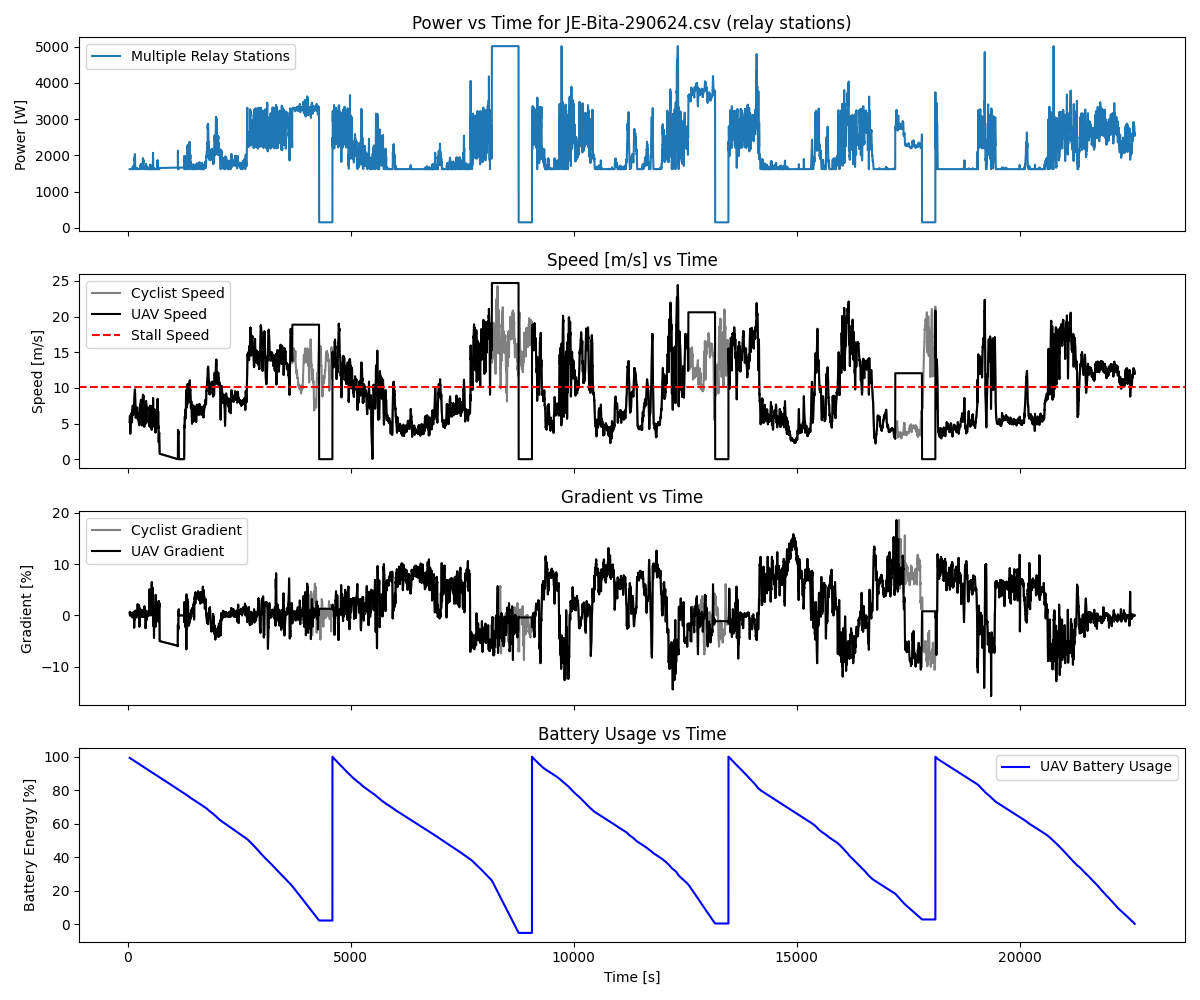 Power vs Time for JE-Bita-290624.csv (relay stations)
Power [W]
5000
4000
3000
2000
1000
0
Multiple Relay Stations
Speed [m/s] vs Time
Speed [m/s]
25
20
15
10
5
0
Cyclist Speed
UAV Speed
Stall Speed
Gradient vs Time
Gradient [%]
20
10
0
−10
Cyclist Gradient
UAV Gradient
Battery Usage vs Time
Battery Energy [%]
100
80
60
40
20
0
UAV Battery Usage
0 5000 10000 15000 20000
Time [s]